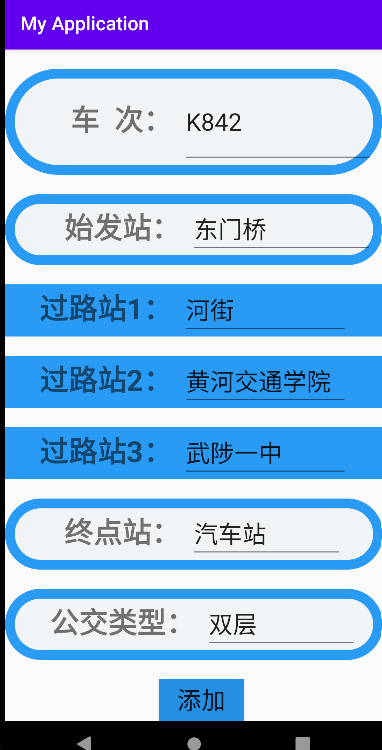 My Application
车 次： K842
始发站： 东门桥
过路站1： 河街
过路站2： 黄河交通学院
过路站3： 武陟一中
终点站： 汽车站
公交类型： 双层
添加